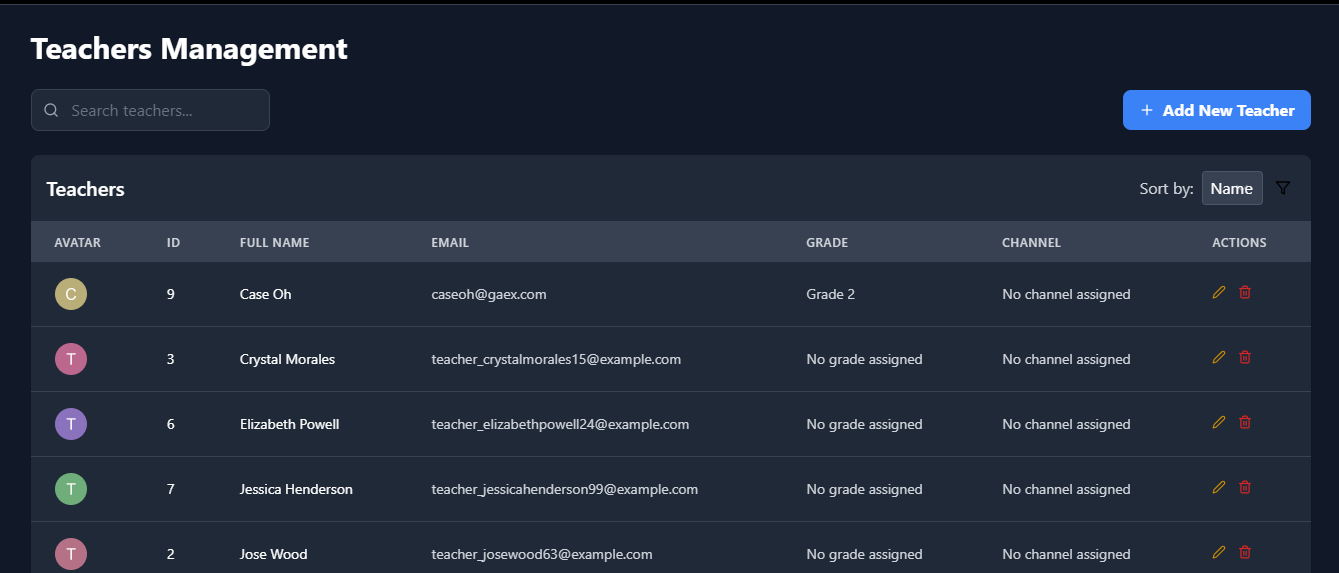 Teachers Management
Search teachers...
+ Add New Teacher
Teachers
Sort by: Name
AVATAR ID FULL NAME EMAIL GRADE CHANNEL ACTIONS
C 9 Case Oh caseoh@gaex.com Grade 2 No channel assigned
T 3 Crystal Morales teacher_crystalmorales15@example.com No grade assigned No channel assigned
T 6 Elizabeth Powell teacher_elizabethpowell24@example.com No grade assigned No channel assigned
T 7 Jessica Henderson teacher_jessicahenderson99@example.com No grade assigned No channel assigned
T 2 Jose Wood teacher_josewood63@example.com No grade assigned No channel assigned